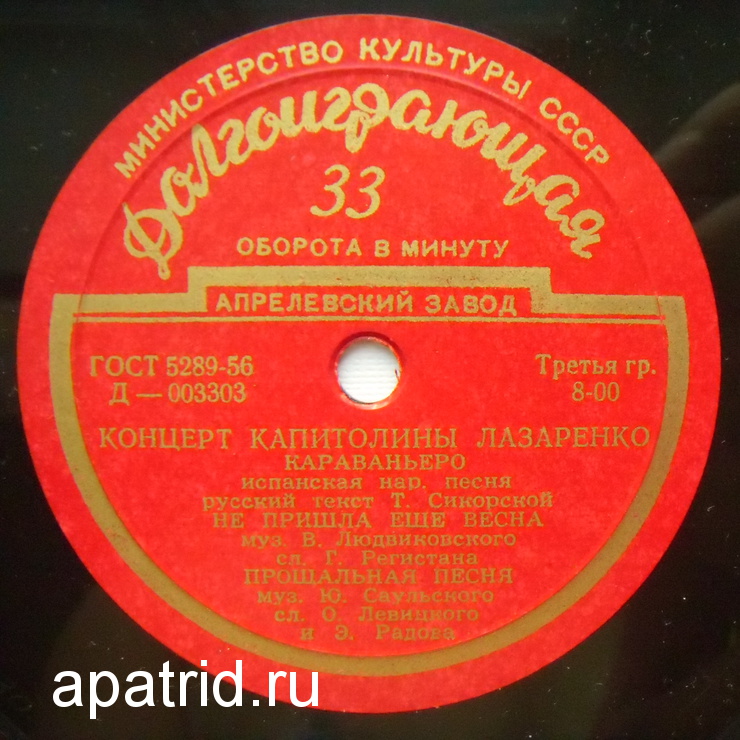 МИНИСТЕРСТВО КУЛЬТУРЫ СССР
Долгоиграющая
33
ОБОРОТА В МИНУТУ
АПРЕЛЕВСКИЙ ЗАВОД
ГОСТ 5289-56
Третья гр.
Д — 003303
8-00
КОНЦЕРТ КАПИТОЛИНЫ ЛАЗАРЕНКО
КАРАВАНЬЕРО
испанская нар. песня
русский текст Т. Сикорской
НЕ ПРИШЛА ЕЩЕ ВЕСНА
муз. В. Людвиковского
сл. Г. Регистана
ПРОЩАЛЬНАЯ ПЕСНЯ
муз. Ю. Саульского
сл. О. Левицкого
и Э. Радова
apatrid.ru